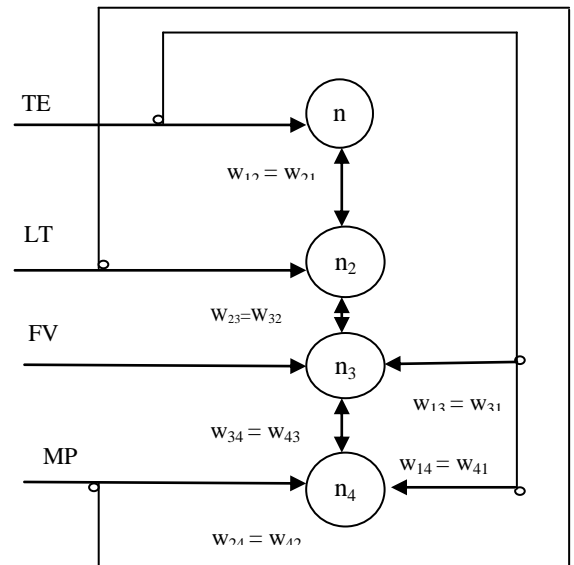 TE
n
w₁₂ = w₂₁
LT
n₂
w₂₃=w₃₂
FV
n₃
w₁₃ = w₃₁
w₃₄ = w₄₃
MP
w₁₄ = w₄₁
n₄
w₂₄ = w₄₂